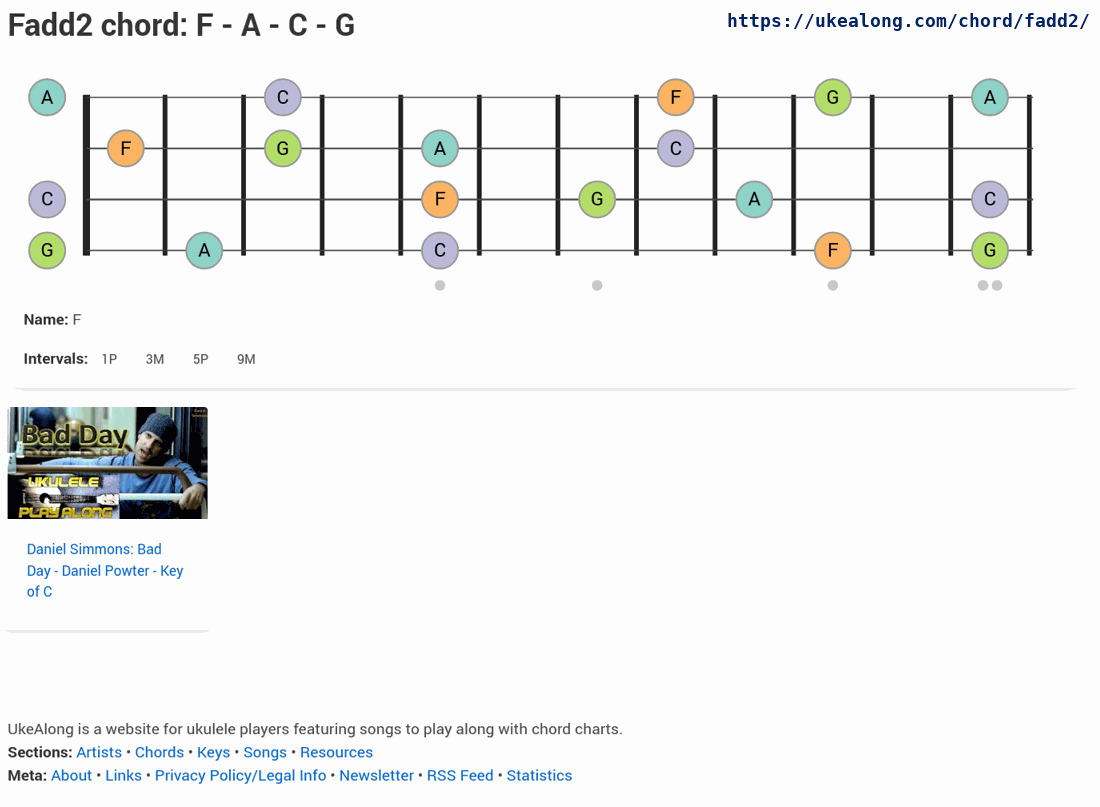 Fadd2 chord: F - A - C - G
https://ukealong.com/chord/fadd2/
A C F G A
F G A C
C F G A C
G A C F G
Name: F
Intervals: 1P 3M 5P 9M
Bad Day
UKULELE
PLAY ALONG
Daniel Simmons: Bad
Day - Daniel Powter - Key
of C
UkeAlong is a website for ukulele players featuring songs to play along with chord charts.
Sections: Artists • Chords • Keys • Songs • Resources
Meta: About • Links • Privacy Policy/Legal Info • Newsletter • RSS Feed • Statistics